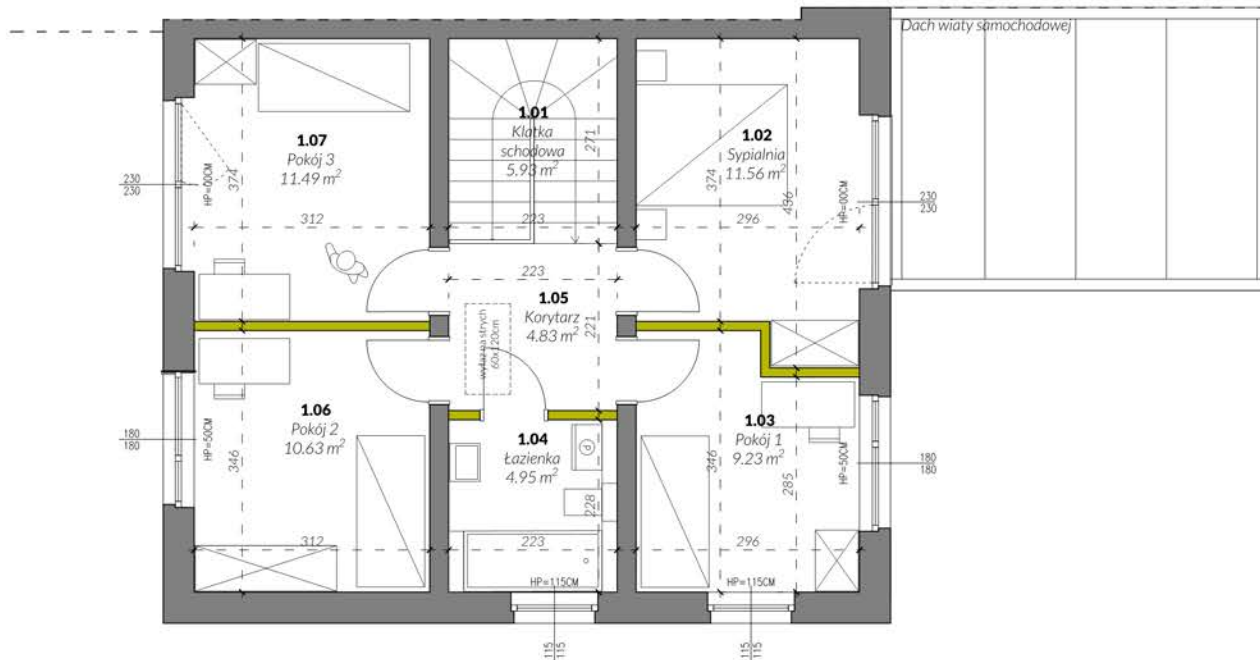 Dach wiaty samochodowej
1.07
Pokój 3
11.49 m²
374
312
HP=00CM
230
230
1.01
Klatka
schodowa
5.93 m²
271
223
1.02
Sypialnia
11.56 m²
374
436
296
HP=00CM
230
230
223
1.05
Korytarz
4.83 m²
221
wyłaz na strych
60x120cm
1.06
Pokój 2
10.63 m²
346
312
HP=50CM
180
180
1.04
Łazienka
4.95 m²
228
223
HP=115CM
115
115
1.03
Pokój 1
9.23 m²
346
285
296
HP=50CM
180
180
HP=115CM
115
115